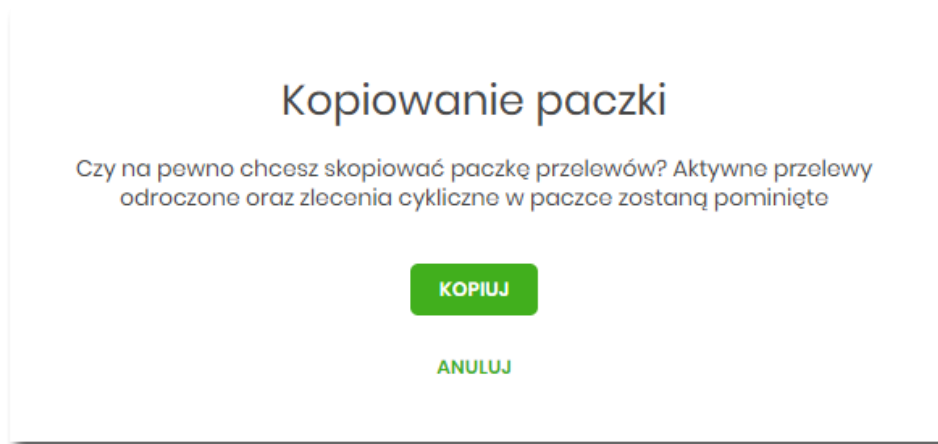 Kopiowanie paczki
Czy na pewno chcesz skopiować paczkę przelewów? Aktywne przelewy
odroczone oraz zlecenia cykliczne w paczce zostaną pominięte
KOPIUJ
ANULUJ